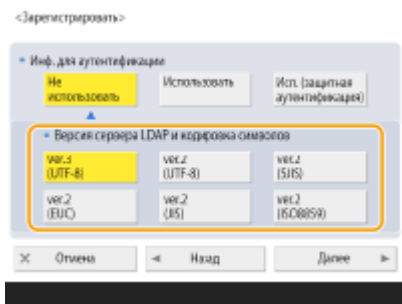 <Зарегистрировать>
Инф. для аутентификации
Не использовать
Использовать
Исп. (защитная аутентификация)
Версия сервера LDAP и кодировка символов
ver.3 (UTF-8)
ver.2 (UTF-8)
ver.2 (SJIS)
ver.2 (EUC)
ver.2 (JIS)
ver.2 (ISO8859)
Отмена
Назад
Далее